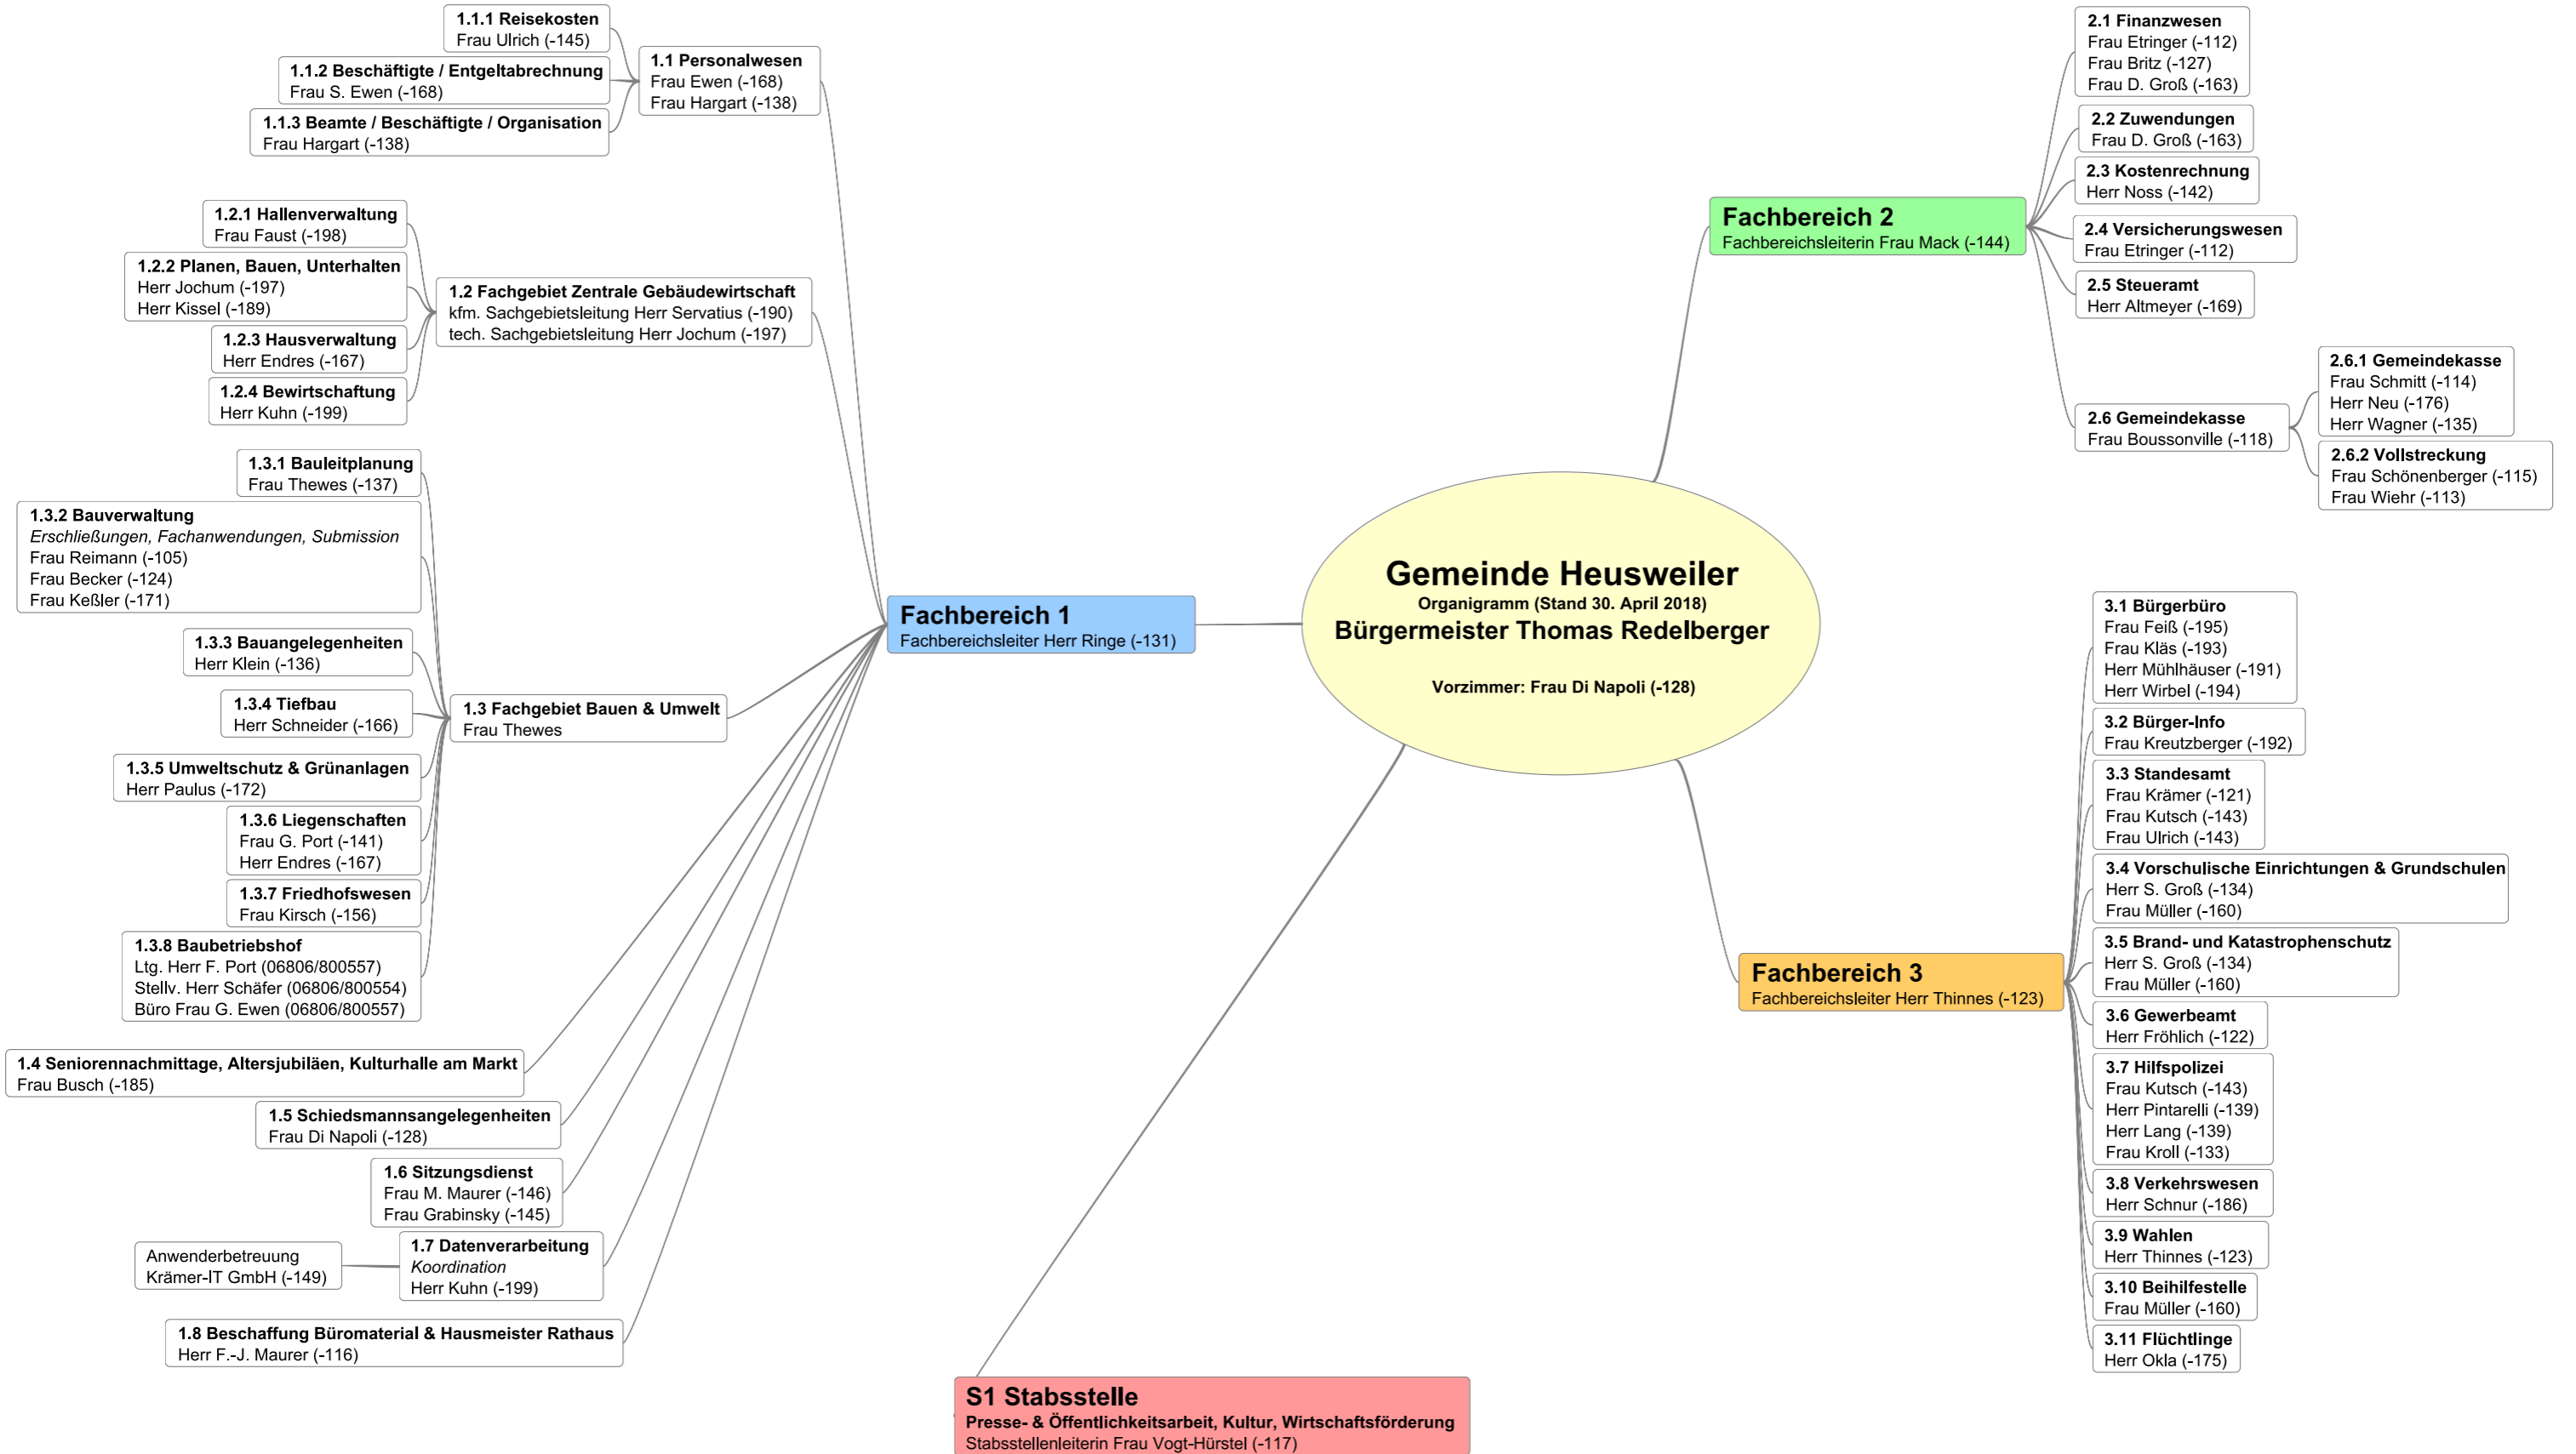 Gemeinde Heusweiler
Organigramm (Stand 30. April 2018)
Bürgermeister Thomas Redelberger
Vorzimmer: Frau Di Napoli (-128)
Fachbereich 1
Fachbereichsleiter Herr Ringe (-131)
1.1 Personalwesen
Frau Ewen (-168)
Frau Hargart (-138)
1.1.1 Reisekosten
Frau Ulrich (-145)
1.1.2 Beschäftigte / Entgeltabrechnung
Frau S. Ewen (-168)
1.1.3 Beamte / Beschäftigte / Organisation
Frau Hargart (-138)
1.2 Fachgebiet Zentrale Gebäudewirtschaft
kfm. Sachgebietsleitung Herr Servatius (-190)
tech. Sachgebietsleitung Herr Jochum (-197)
1.2.1 Hallenverwaltung
Frau Faust (-198)
1.2.2 Planen, Bauen, Unterhalten
Herr Jochum (-197)
Herr Kissel (-189)
1.2.3 Hausverwaltung
Herr Endres (-167)
1.2.4 Bewirtschaftung
Herr Kuhn (-199)
1.3 Fachgebiet Bauen & Umwelt
Frau Thewes
1.3.1 Bauleitplanung
Frau Thewes (-137)
1.3.2 Bauverwaltung
Erschließungen, Fachanwendungen, Submission
Frau Reimann (-105)
Frau Becker (-124)
Frau Keßler (-171)
1.3.3 Bauangelegenheiten
Herr Klein (-136)
1.3.4 Tiefbau
Herr Schneider (-166)
1.3.5 Umweltschutz & Grünanlagen
Herr Paulus (-172)
1.3.6 Liegenschaften
Frau G. Port (-141)
Herr Endres (-167)
1.3.7 Friedhofswesen
Frau Kirsch (-156)
1.3.8 Baubetriebshof
Ltg. Herr F. Port (06806/800557)
Stellv. Herr Schäfer (06806/800554)
Büro Frau G. Ewen (06806/800557)
1.4 Seniorennachmittage, Altersjubiläen, Kulturhalle am Markt
Frau Busch (-185)
1.5 Schiedsmannsangelegenheiten
Frau Di Napoli (-128)
1.6 Sitzungsdienst
Frau M. Maurer (-146)
Frau Grabinsky (-145)
1.7 Datenverarbeitung
Koordination
Herr Kuhn (-199)
Anwenderbetreuung
Krämer-IT GmbH (-149)
1.8 Beschaffung Büromaterial & Hausmeister Rathaus
Herr F.-J. Maurer (-116)
Fachbereich 2
Fachbereichsleiterin Frau Mack (-144)
2.1 Finanzwesen
Frau Etringer (-112)
Frau Britz (-127)
Frau D. Groß (-163)
2.2 Zuwendungen
Frau D. Groß (-163)
2.3 Kostenrechnung
Herr Noss (-142)
2.4 Versicherungswesen
Frau Etringer (-112)
2.5 Steueramt
Herr Altmeyer (-169)
2.6 Gemeindekasse
Frau Boussonville (-118)
2.6.1 Gemeindekasse
Frau Schmitt (-114)
Herr Neu (-176)
Herr Wagner (-135)
2.6.2 Vollstreckung
Frau Schönenberger (-115)
Frau Wiehr (-113)
Fachbereich 3
Fachbereichsleiter Herr Thinnes (-123)
3.1 Bürgerbüro
Frau Feiß (-195)
Frau Kläs (-193)
Herr Mühlhäuser (-191)
Herr Wirbel (-194)
3.2 Bürger-Info
Frau Kreutzberger (-192)
3.3 Standesamt
Frau Krämer (-121)
Frau Kutsch (-143)
Frau Ulrich (-143)
3.4 Vorschulische Einrichtungen & Grundschulen
Herr S. Groß (-134)
Frau Müller (-160)
3.5 Brand- und Katastrophenschutz
Herr S. Groß (-134)
Frau Müller (-160)
3.6 Gewerbeamt
Herr Fröhlich (-122)
3.7 Hilfspolizei
Frau Kutsch (-143)
Herr Pintarelli (-139)
Herr Lang (-139)
Frau Kroll (-133)
3.8 Verkehrswesen
Herr Schnur (-186)
3.9 Wahlen
Herr Thinnes (-123)
3.10 Beihilfestelle
Frau Müller (-160)
3.11 Flüchtlinge
Herr Okla (-175)
S1 Stabsstelle
Presse- & Öffentlichkeitsarbeit, Kultur, Wirtschaftsförderung
Stabsstellenleiterin Frau Vogt-Hürstel (-117)